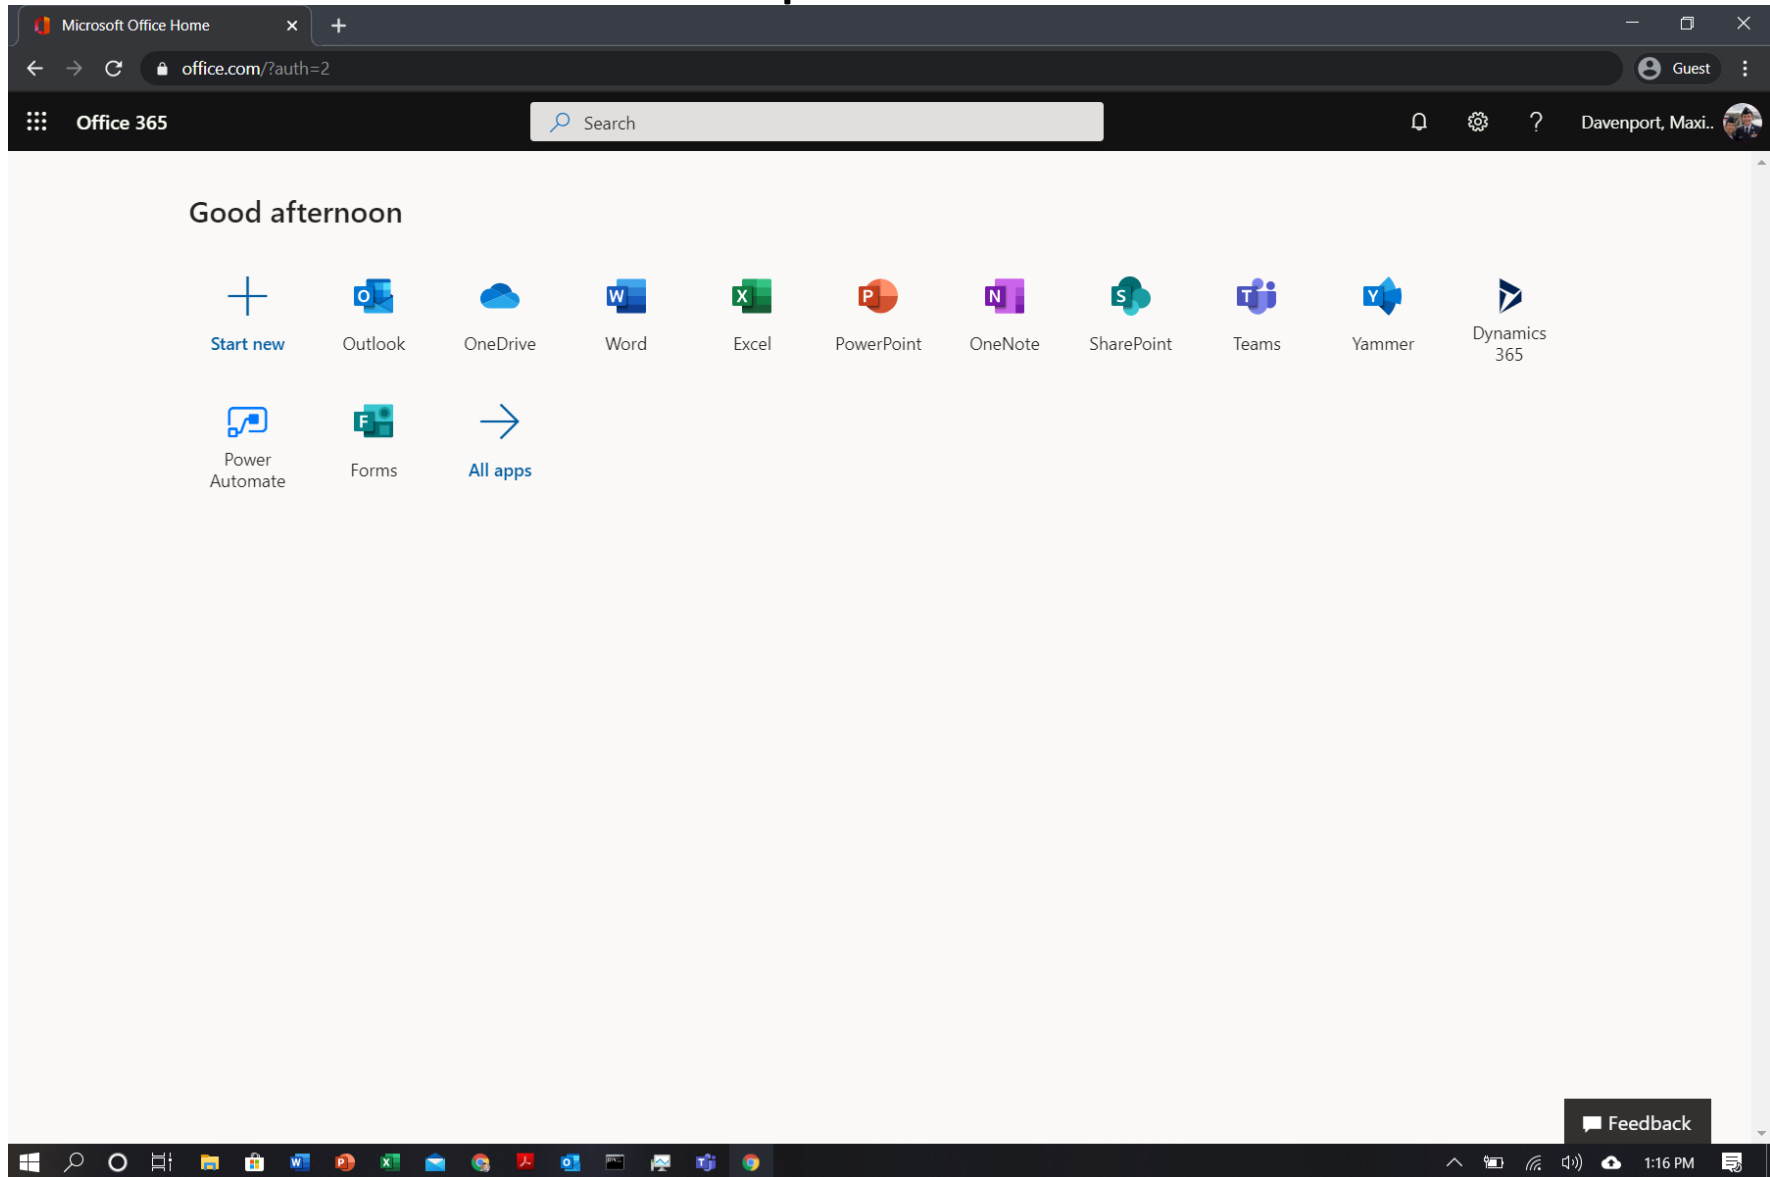 Microsoft Office Home
office.com/?auth=2
Guest
Office 365
Search
?
Davenport, Maxi..
Good afternoon
Start new
Outlook
OneDrive
Word
Excel
PowerPoint
OneNote
SharePoint
Teams
Yammer
Dynamics
365
Power
Automate
Forms
All apps
Feedback
1:16 PM